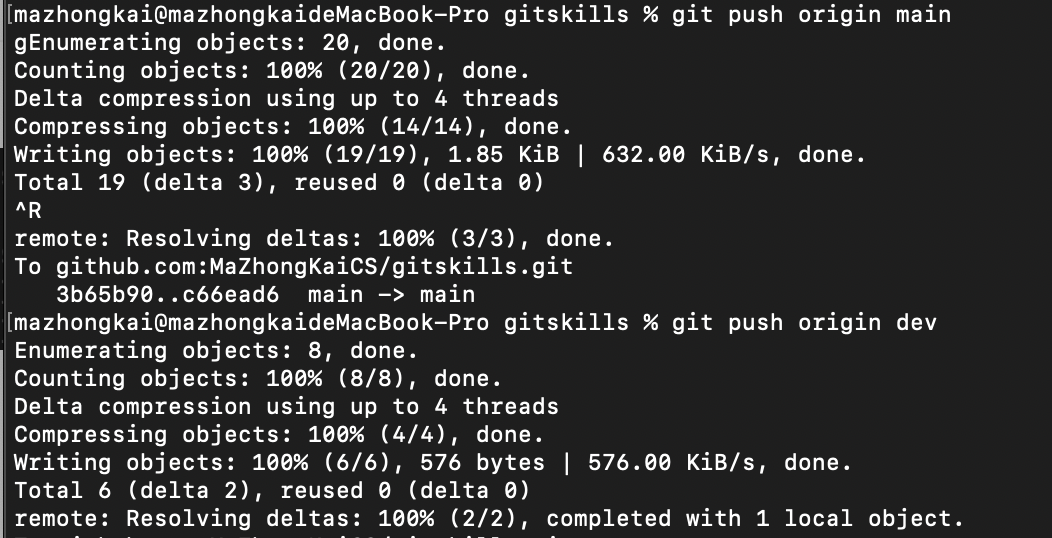 [mazhongkai@mazhongkaideMacBook-Pro gitskills % git push origin main
gEnumerating objects: 20, done.
Counting objects: 100% (20/20), done.
Delta compression using up to 4 threads
Compressing objects: 100% (14/14), done.
Writing objects: 100% (19/19), 1.85 KiB | 632.00 KiB/s, done.
Total 19 (delta 3), reused 0 (delta 0)
^R
remote: Resolving deltas: 100% (3/3), done.
To github.com:MaZhongKaiCS/gitskills.git
   3b65b90..c66ead6  main -> main
[mazhongkai@mazhongkaideMacBook-Pro gitskills % git push origin dev
Enumerating objects: 8, done.
Counting objects: 100% (8/8), done.
Delta compression using up to 4 threads
Compressing objects: 100% (4/4), done.
Writing objects: 100% (6/6), 576 bytes | 576.00 KiB/s, done.
Total 6 (delta 2), reused 0 (delta 0)
remote: Resolving deltas: 100% (2/2), completed with 1 local object.